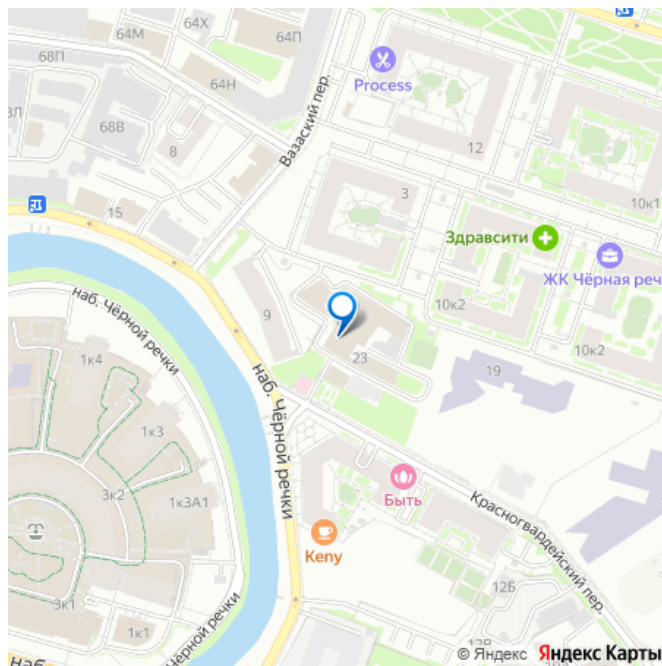 64М
64Х
64П
68П
64Н
Process
Вазаский пер.
68В
8
12
3
10к1
15
Здравсити
ЖК Чёрная реч
наб. Чёрной речки
9
10к2
23
10к2
1к4
19
наб. Чёрной речки
1к3
3к2
1к3А1
Быть
Красногвардейский пер.
Keny
12Б
3к1
1к1
Чёрной речки
12В
наб
© Яндекс Яндекс Карты